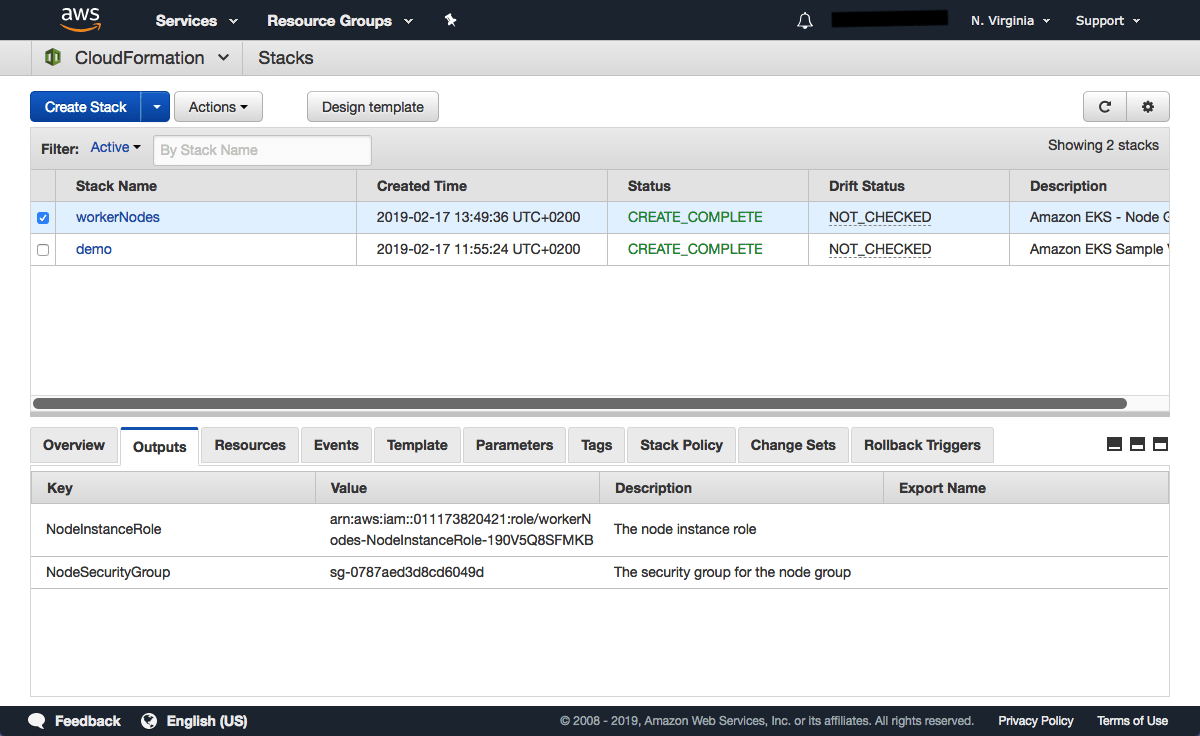 aws Services Resource Groups N. Virginia Support
CloudFormation Stacks
Create Stack Actions Design template
Filter: Active By Stack Name Showing 2 stacks
Stack Name Created Time Status Drift Status Description
workerNodes 2019-02-17 13:49:36 UTC+0200 CREATE_COMPLETE NOT_CHECKED Amazon EKS - Node G
demo 2019-02-17 11:55:24 UTC+0200 CREATE_COMPLETE NOT_CHECKED Amazon EKS Sample
Overview Outputs Resources Events Template Parameters Tags Stack Policy Change Sets Rollback Triggers
Key Value Description Export Name
NodeInstanceRole arn:aws:iam::011173820421:role/workerN The node instance role
odes-NodeInstanceRole-190V5Q8SFMKB
NodeSecurityGroup sg-0787aed3d8cd6049d The security group for the node group
Feedback English (US) © 2008 - 2019, Amazon Web Services, Inc. or its affiliates. All rights reserved. Privacy Policy Terms of Use